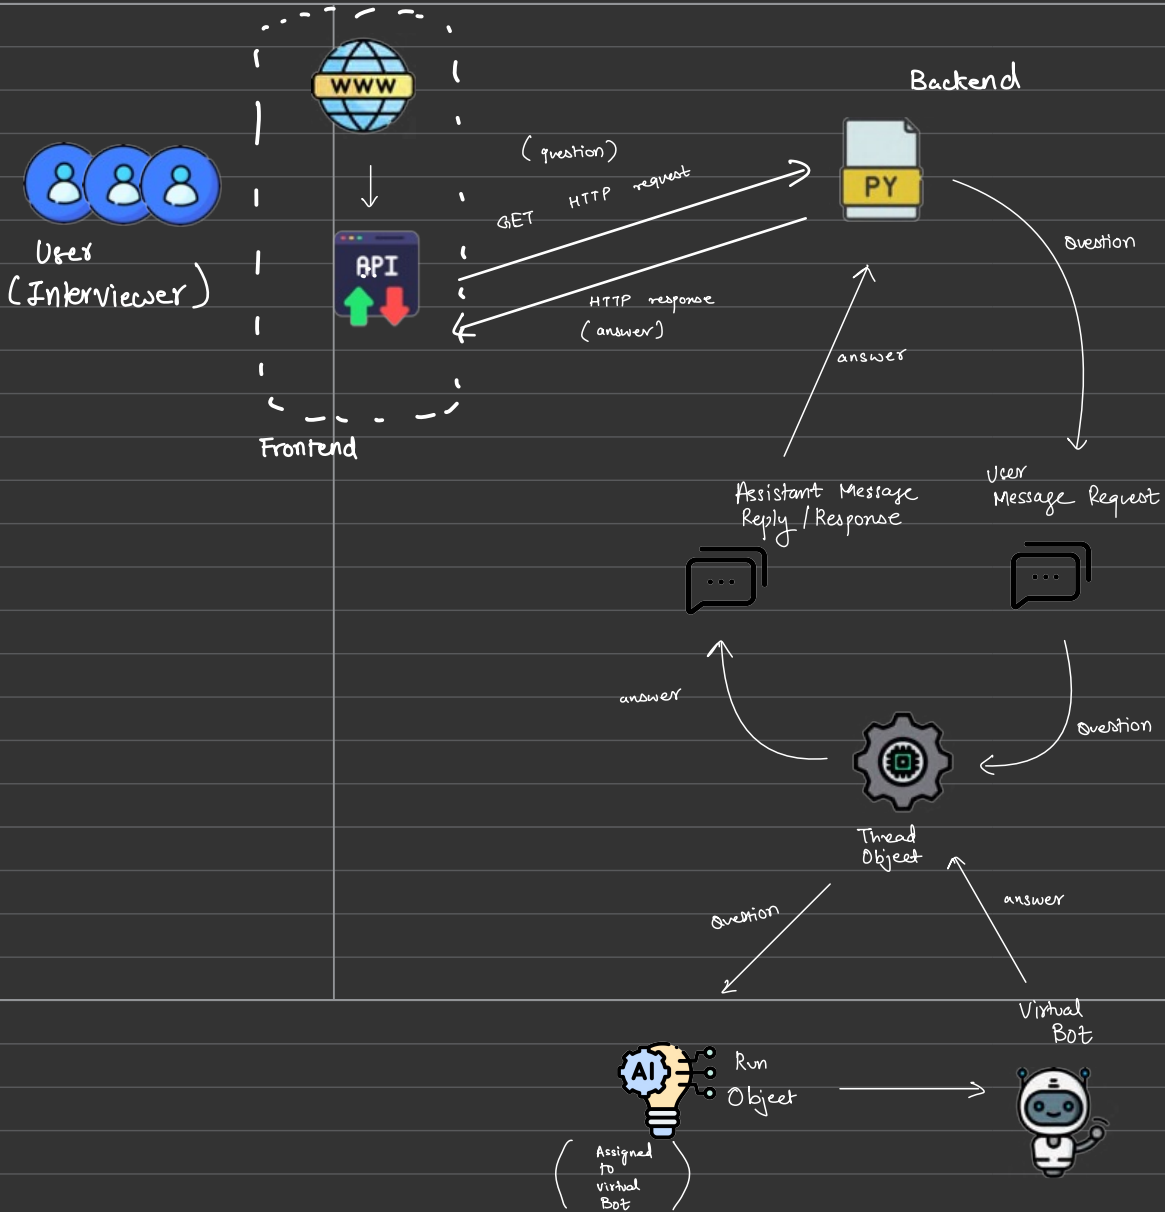 WWW
Backend
(question)
GET HTTP request
PY
User
(Interviewer)
API
HTTP response
(answer)
Question
answer
Frontend
Assistant Message
Reply / Response
User
Message Request
answer
Question
Thread
Object
Question
answer
Virtual
Bot
AI
Run
Object
(Assigned
to
virtual
Bot)